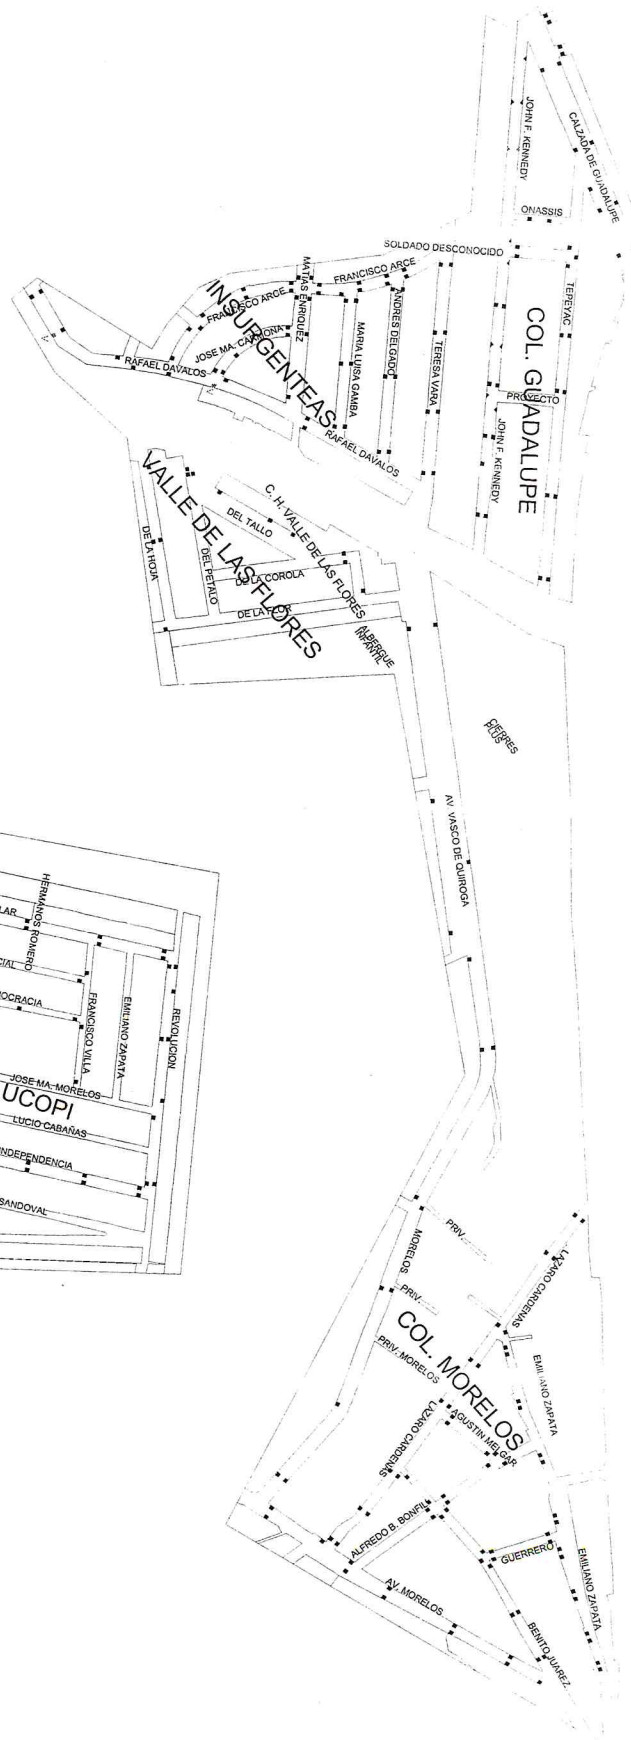 JOHN F. KENNEDY
CALZADA DE GUADALUPE
ONASSIS
SOLDADO DESCONOCIDO
TEPEYAC
COL. GUADALUPE
PROYECTO
JOHN F. KENNEDY
MATIAS ENRIQUEZ
FRANCISCO ARCE
FRANCISCO ARCE
INSURGENTEAS
JOSE MA. CARMONA
MARIA LUISA GAMBA
ANDRES DELGADO
TERESA VARA
RAFAEL DAVALOS
RAFAEL DAVALOS
VALLE DE LAS FLORES
C. H. VALLE DE LAS FLORES
DEL TALLO
DE LA HOJA
DEL PETALO
DE LA COROLA
DE LA FLOR
ALBERGUE
INFANTIL
CIERRES
PLUS
AV. VASCO DE QUIROGA
HERMANOS ROMERO
LAR
CIAL
OCRACIA
FRANCISCO VILLA
EMILIANO ZAPATA
REVOLUCION
JOSE MA. MORELOS
UCOPI
LUCIO CABAÑAS
NDEPENDENCIA
SANDOVAL
PRIV.
MORELOS
LAZARO CARDENAS
PRIV.
COL. MORELOS
PRIV. MORELOS
EMILIANO ZAPATA
LAZARO CARDENAS
AGUSTIN MELGAR
ALFREDO B. BONFIL
GUERRERO
EMILIANO ZAPATA
AV. MORELOS
BENITO JUAREZ